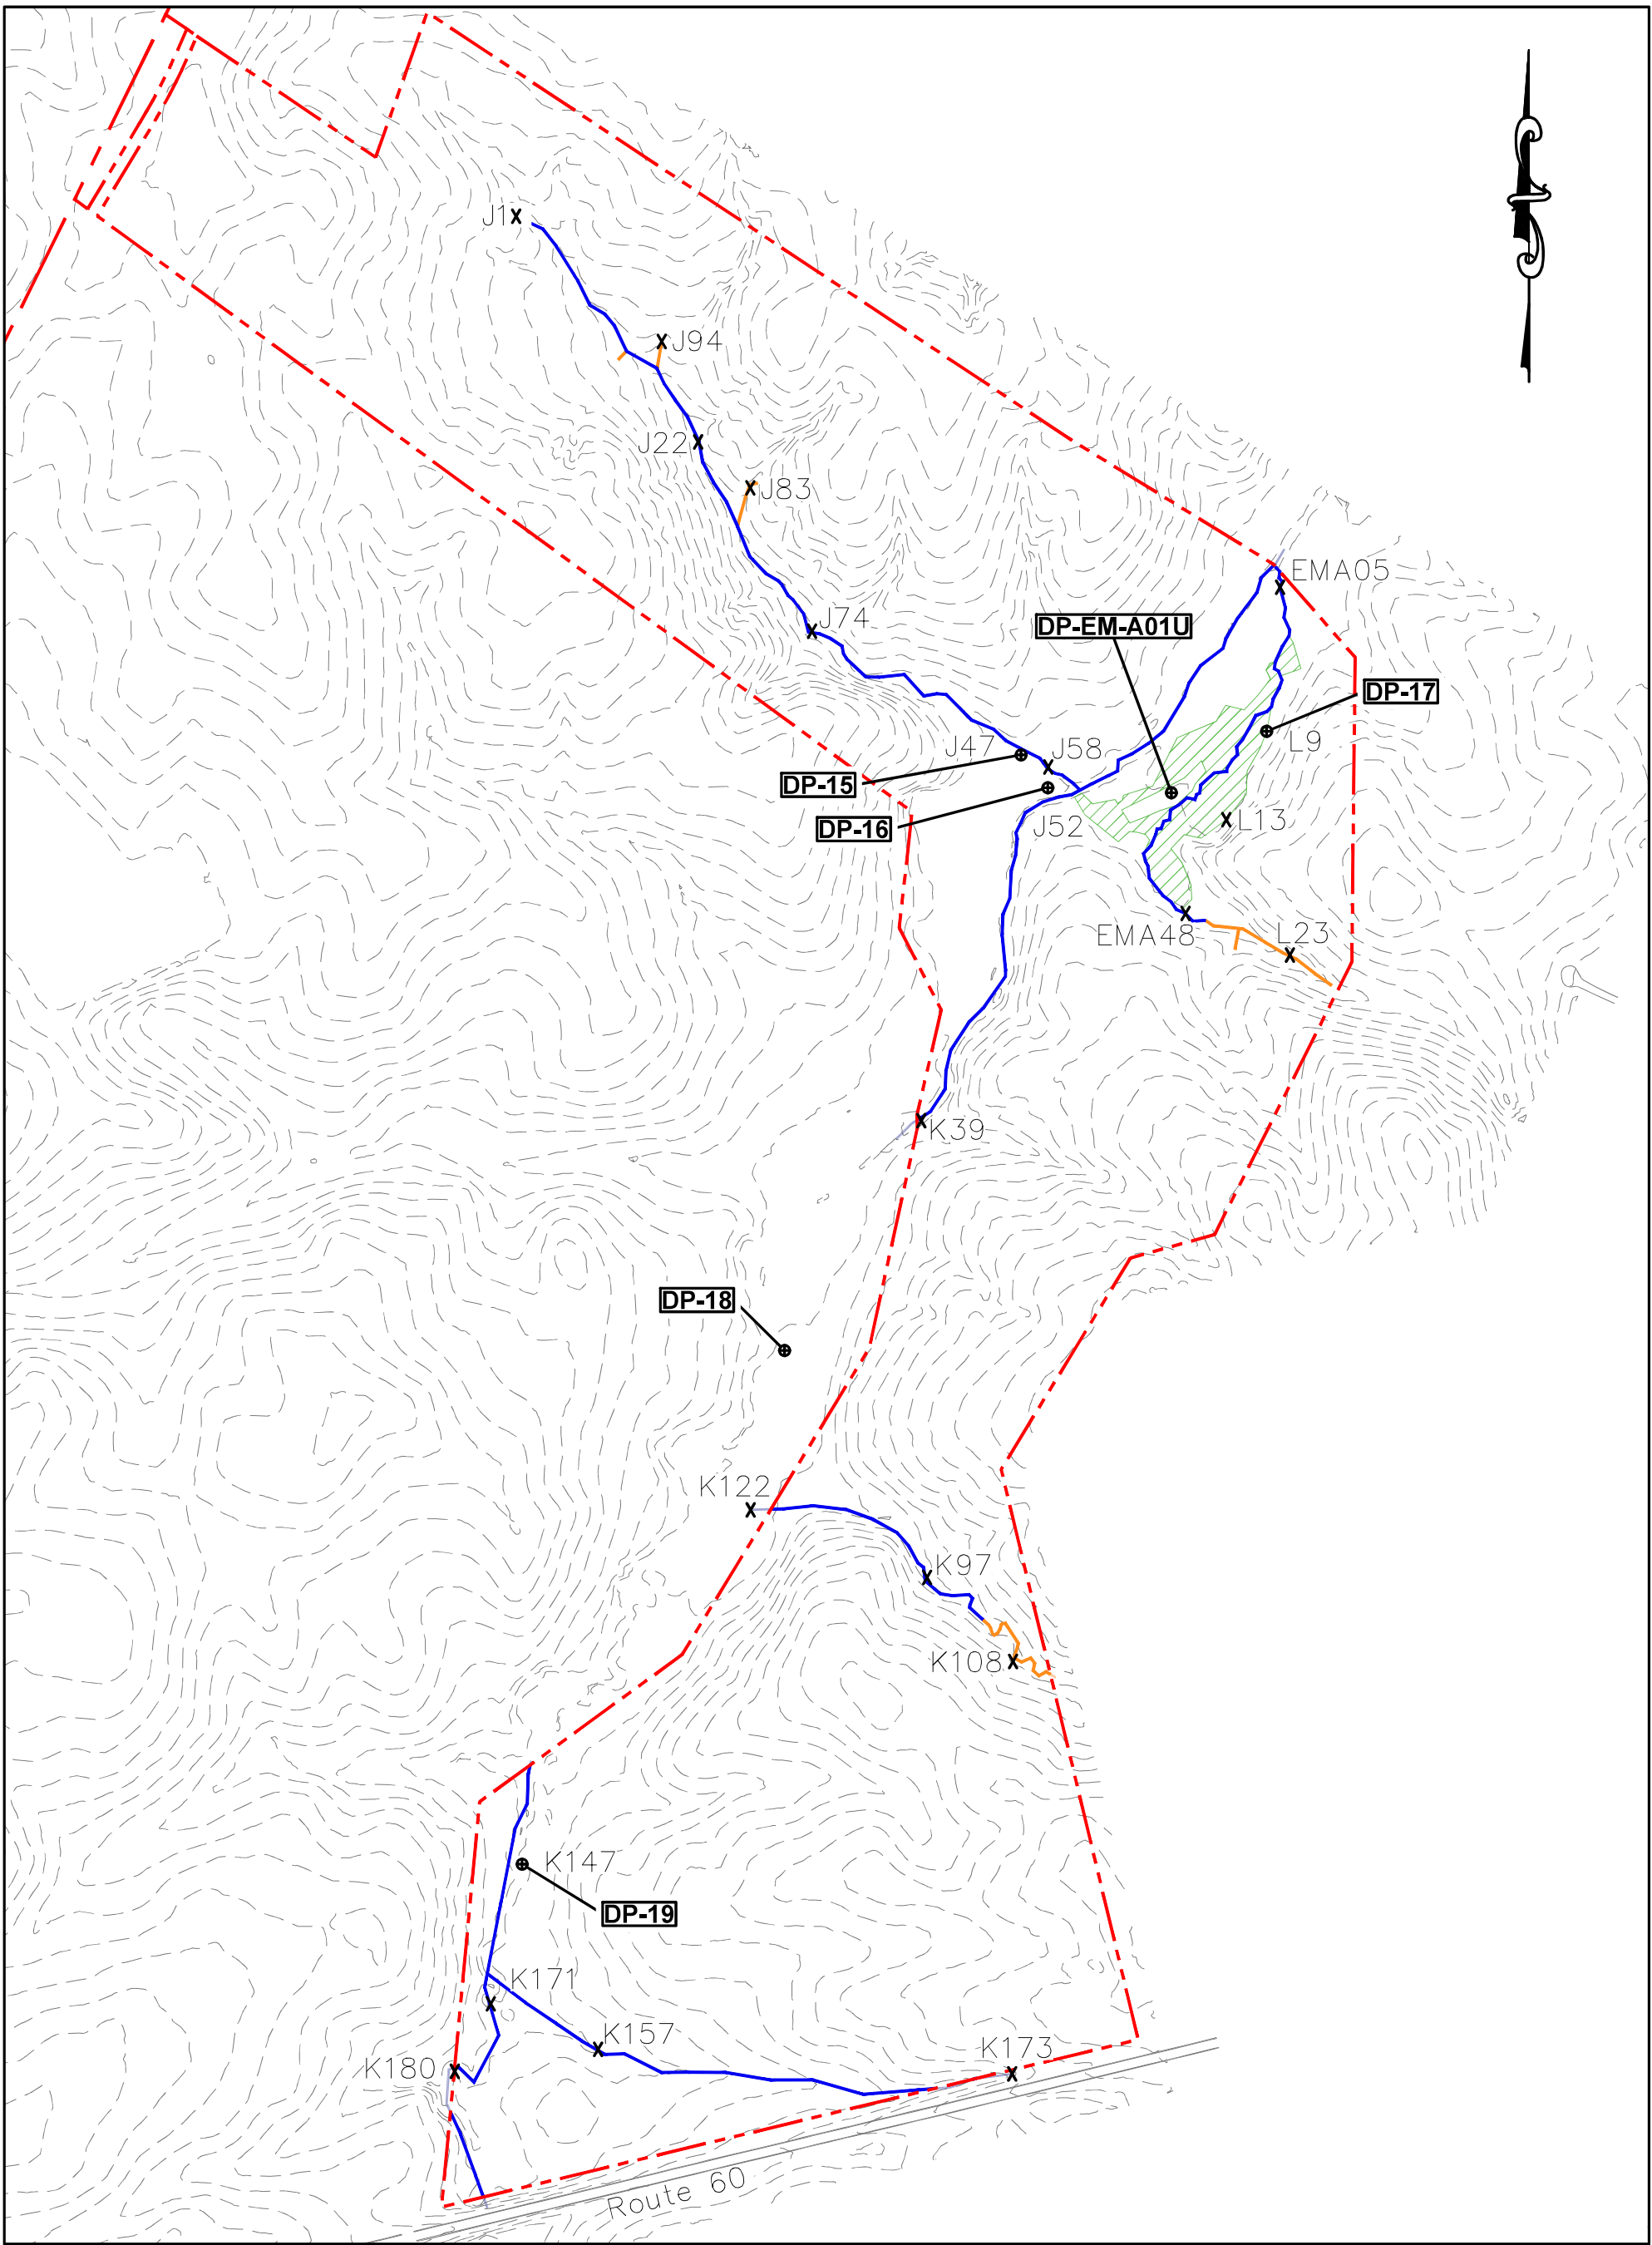 J1
J94
J22
J83
EMA05
DP-EM-A01U
J74
DP-17
L9
J47
J58
DP-15
DP-16
J52
L13
EMA48
L23
K39
DP-18
K122
K97
K108
K147
DP-19
K171
K157
K173
K180
Route 60